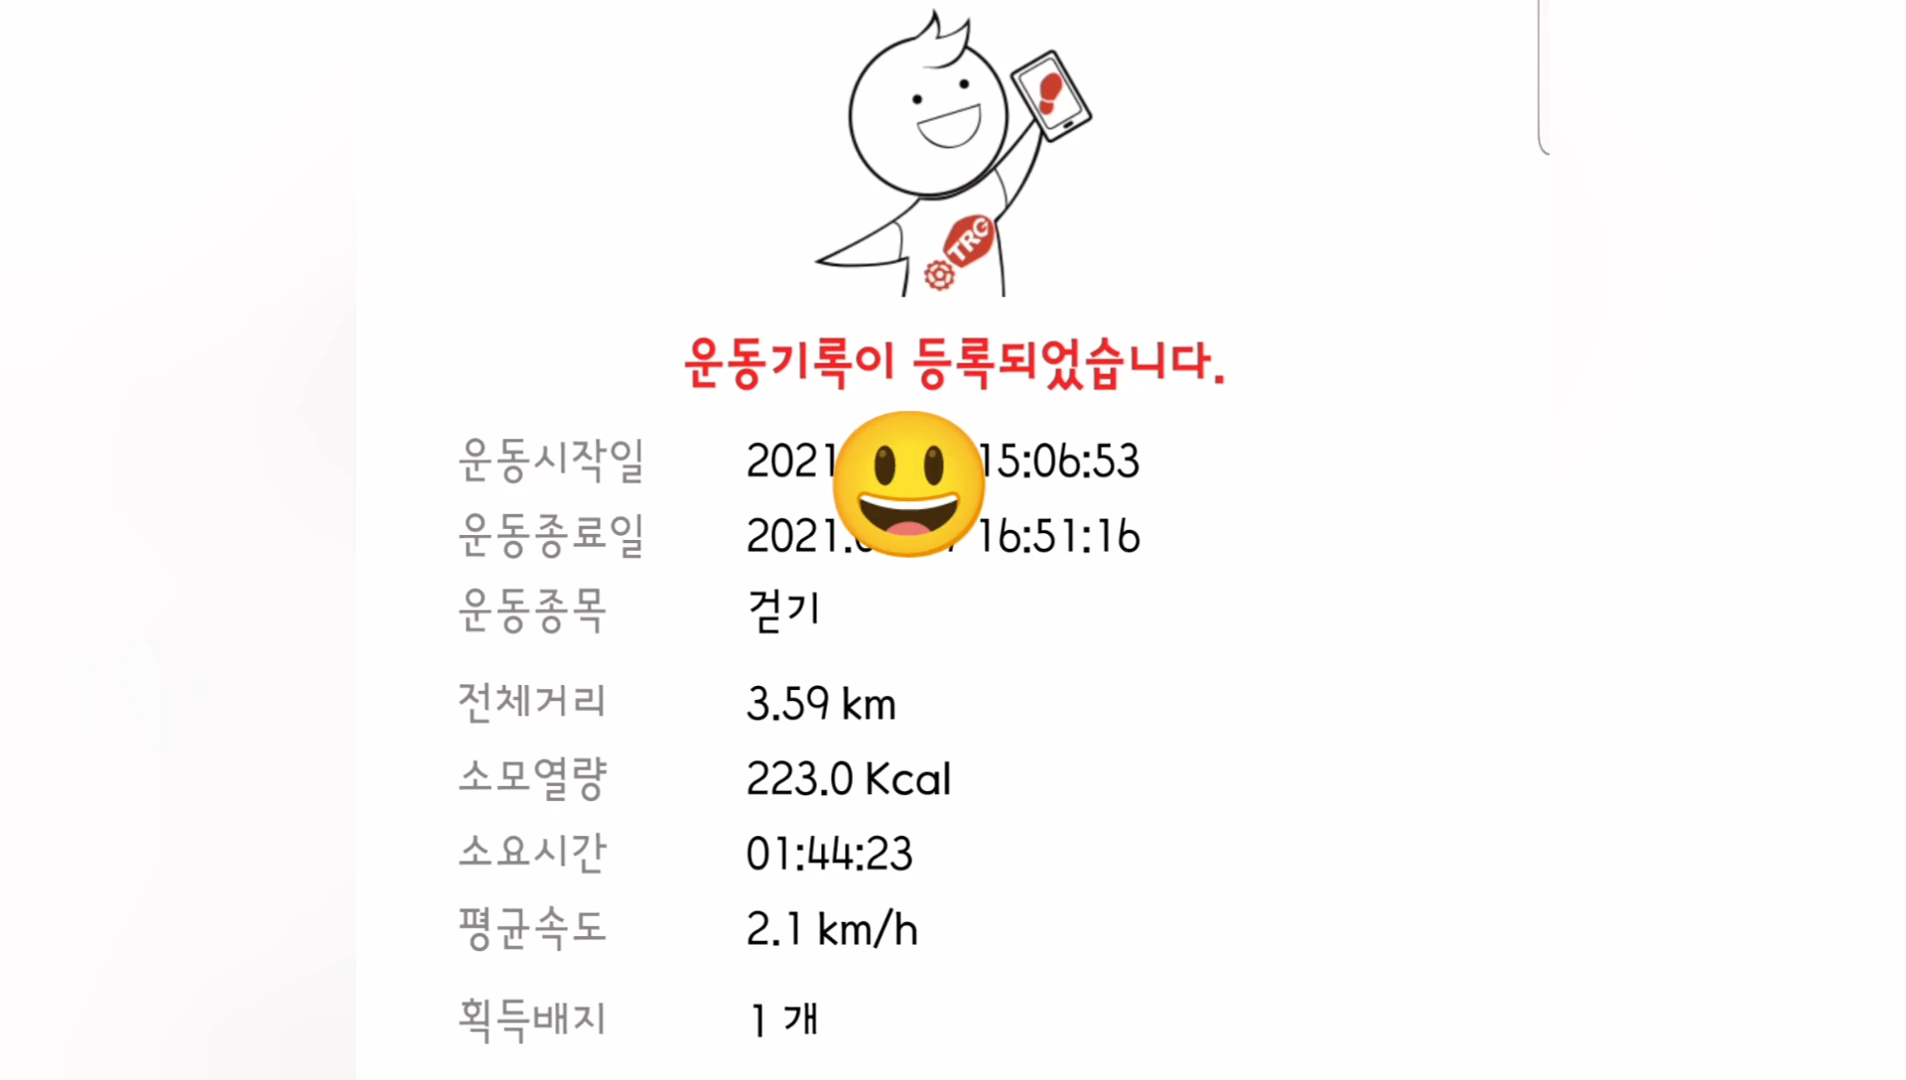 TRG
운동기록이 등록되었습니다.
운동시작일 2021 15:06:53
운동종료일 2021. 16:51:16
운동종목 걷기
전체거리 3.59 km
소모열량 223.0 Kcal
소요시간 01:44:23
평균속도 2.1 km/h
획득배지 1 개